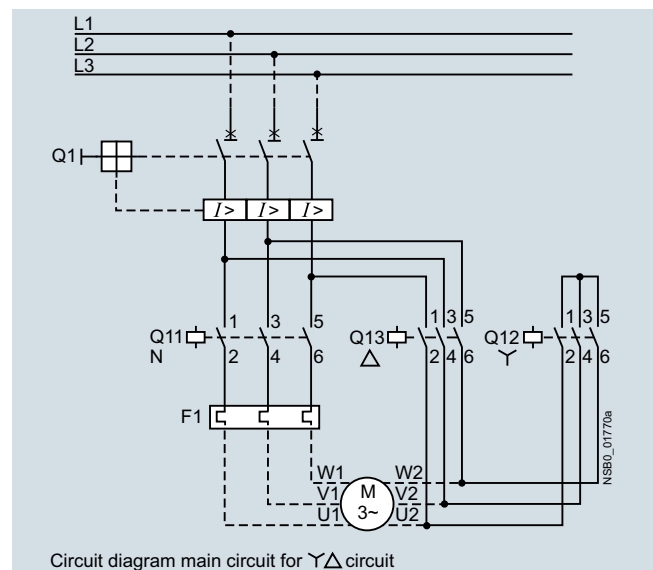 L1
L2
L3
Q1
I> I> I>
1 3 5
Q11
N
2 4 6
1 3 5
Q13
△
2 4 6
1 3 5
Q12
Y
2 4 6
F1
W1 W2
V1 M V2
U1 3~ U2
NSB0_01770a
Circuit diagram main circuit for Y△ circuit